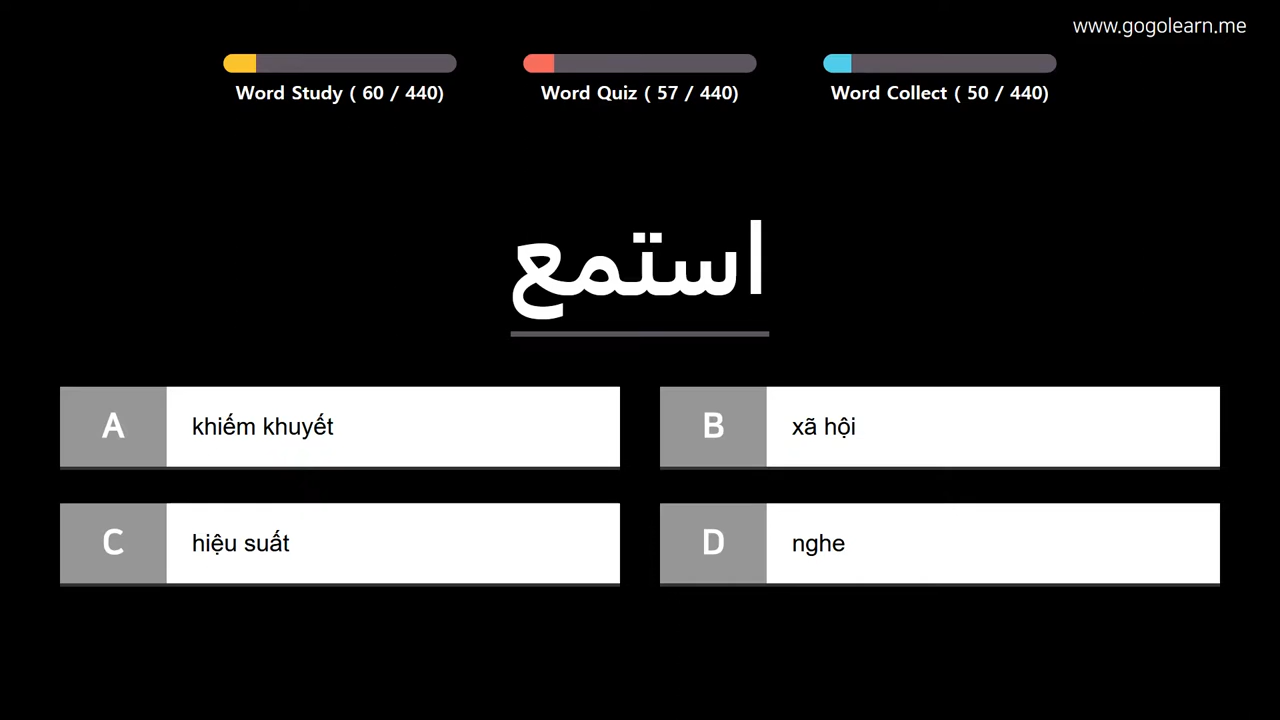 www.gogolearn.me
Word Study ( 60 / 440)
Word Quiz ( 57 / 440)
Word Collect ( 50 / 440)
استمع
A khiếm khuyết
B xã hội
C hiệu suất
D nghe